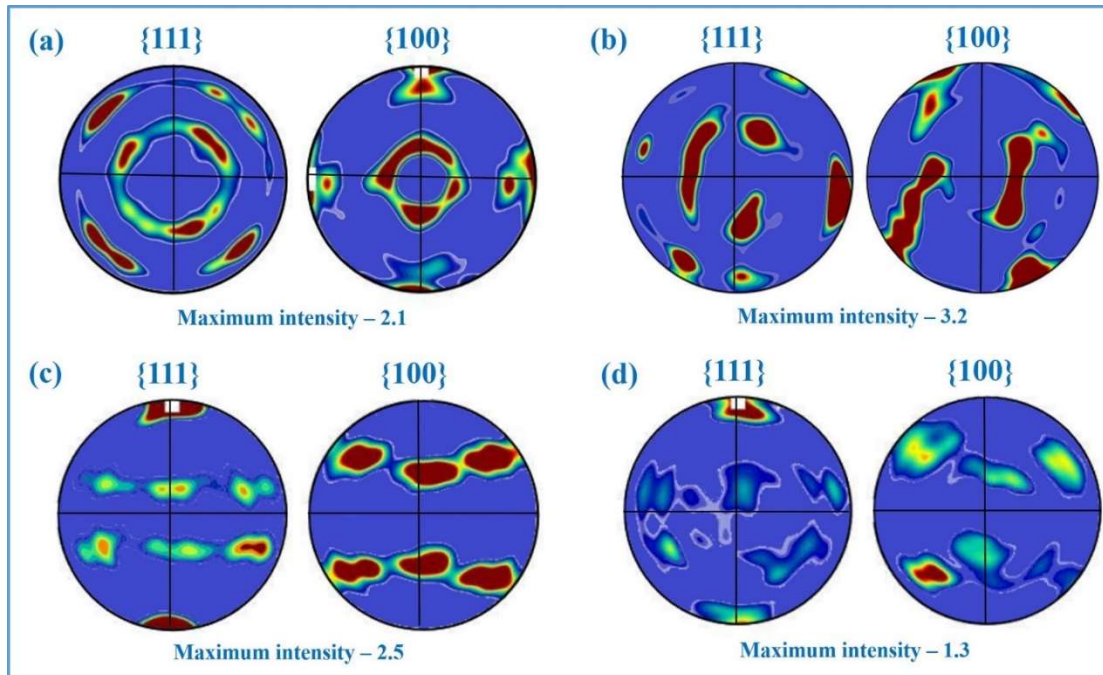 (a) {111} {100}
(b) {111} {100}
Maximum intensity – 2.1
Maximum intensity – 3.2
(c) {111} {100}
(d) {111} {100}
Maximum intensity – 2.5
Maximum intensity – 1.3